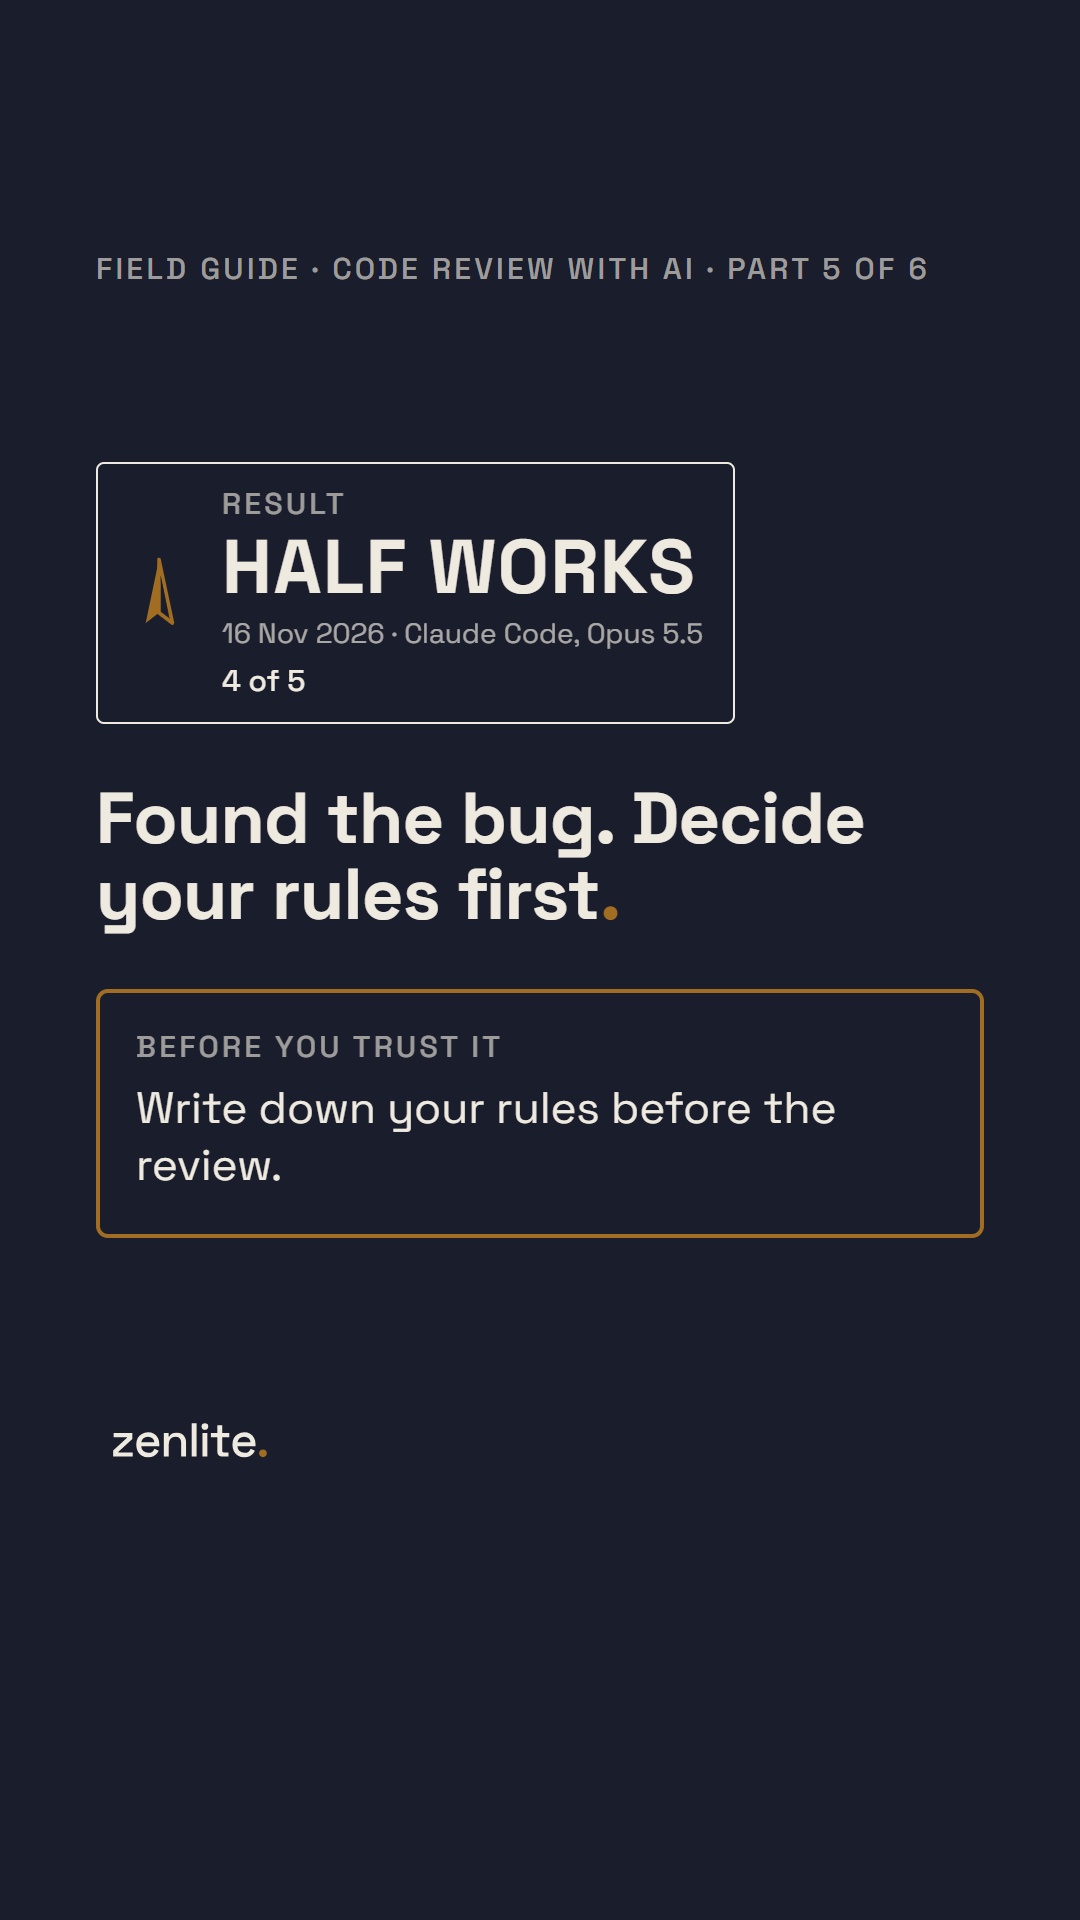 FIELD GUIDE · CODE REVIEW WITH AI · PART 5 OF 6
RESULT
HALF WORKS
16 Nov 2026 · Claude Code, Opus 5.5
4 of 5
Found the bug. Decide
your rules first.
BEFORE YOU TRUST IT
Write down your rules before the
review.
zenlite.